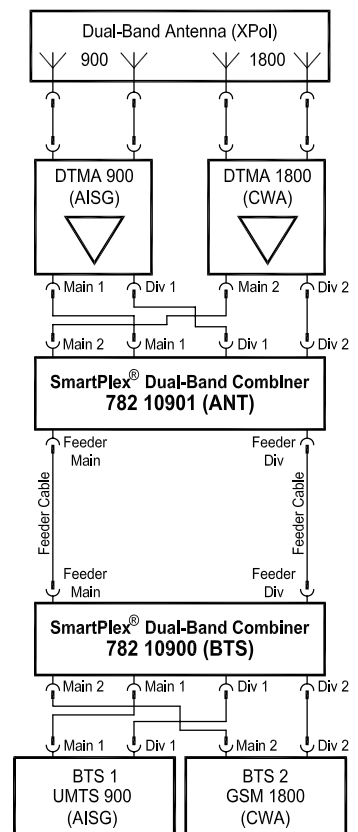 Dual-Band Antenna (XPol)
900 1800
DTMA 900 DTMA 1800
(AISG) (CWA)
Main 1 Div 1 Main 2 Div 2
Main 2 Main 1 Div 1 Div 2
SmartPlex® Dual-Band Combiner
782 10901 (ANT)
Feeder Feeder
Main Div
Feeder Cable Feeder Cable
Feeder Feeder
Main Div
SmartPlex® Dual-Band Combiner
782 10900 (BTS)
Main 2 Main 1 Div 1 Div 2
Main 1 Div 1 Main 2 Div 2
BTS 1 BTS 2
UMTS 900 GSM 1800
(AISG) (CWA)